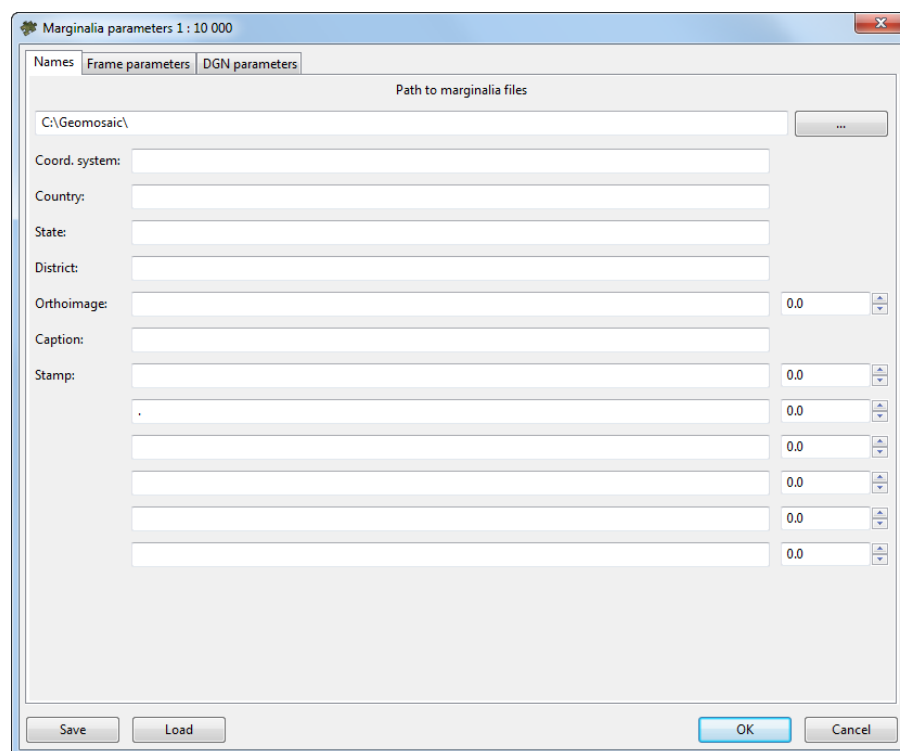 Marginalia parameters 1 : 10 000
Names Frame parameters DGN parameters
Path to marginalia files
C:\Geomosaic\ ...
Coord. system:
Country:
State:
District:
Orthoimage: 0.0
Caption:
Stamp: 0.0
. 0.0
0.0
0.0
0.0
0.0
Save Load OK Cancel